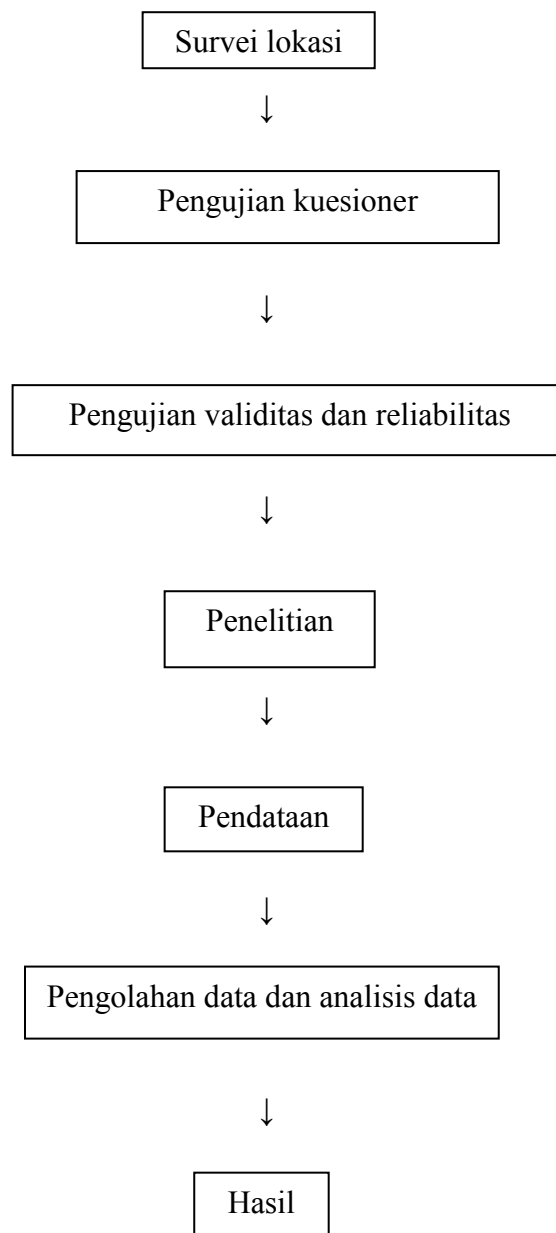 Survei lokasi
↓
Pengujian kuesioner
↓
Pengujian validitas dan reliabilitas
↓
Penelitian
↓
Pendataan
↓
Pengolahan data dan analisis data
↓
Hasil